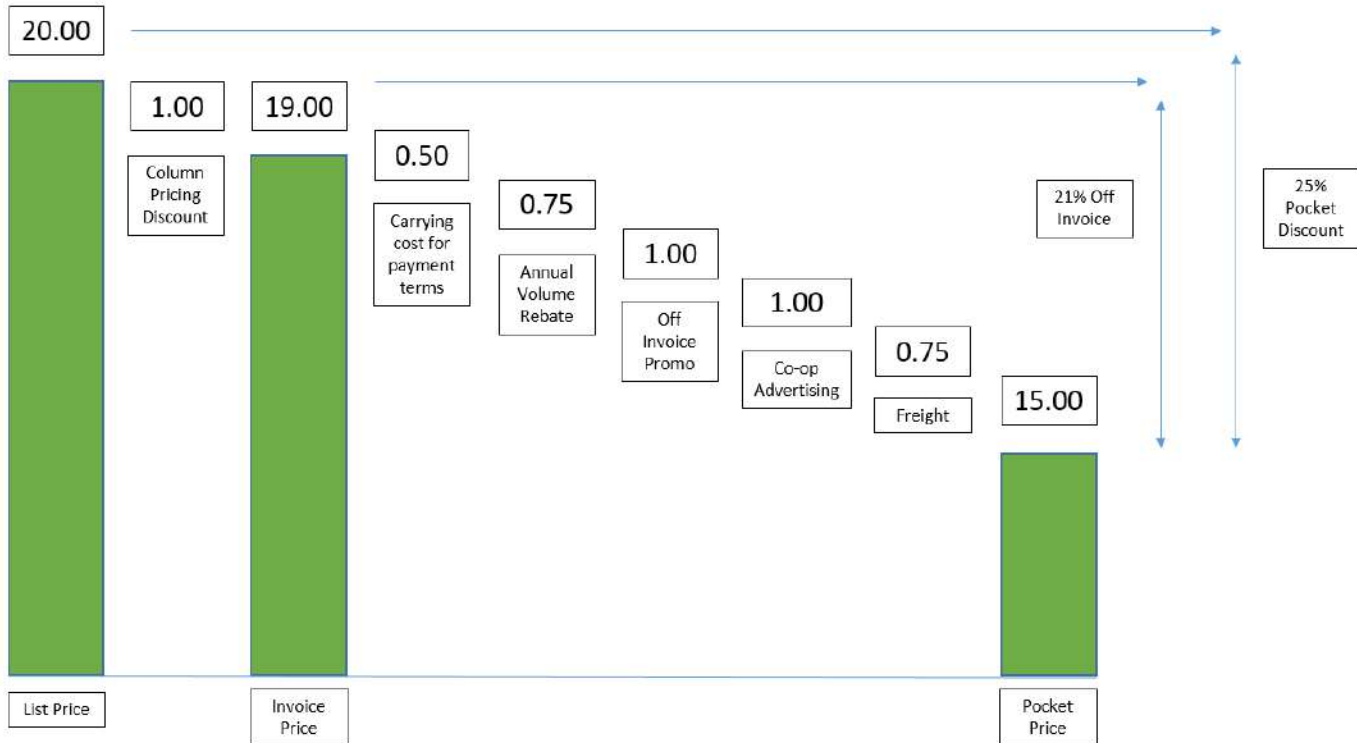 20.00
1.00
19.00
Column
Pricing
Discount
0.50
Carrying
cost for
payment
terms
0.75
Annual
Volume
Rebate
1.00
Off
Invoice
Promo
1.00
Co-op
Advertising
0.75
Freight
15.00
21% Off
Invoice
25%
Pocket
Discount
List Price
Invoice
Price
Pocket
Price